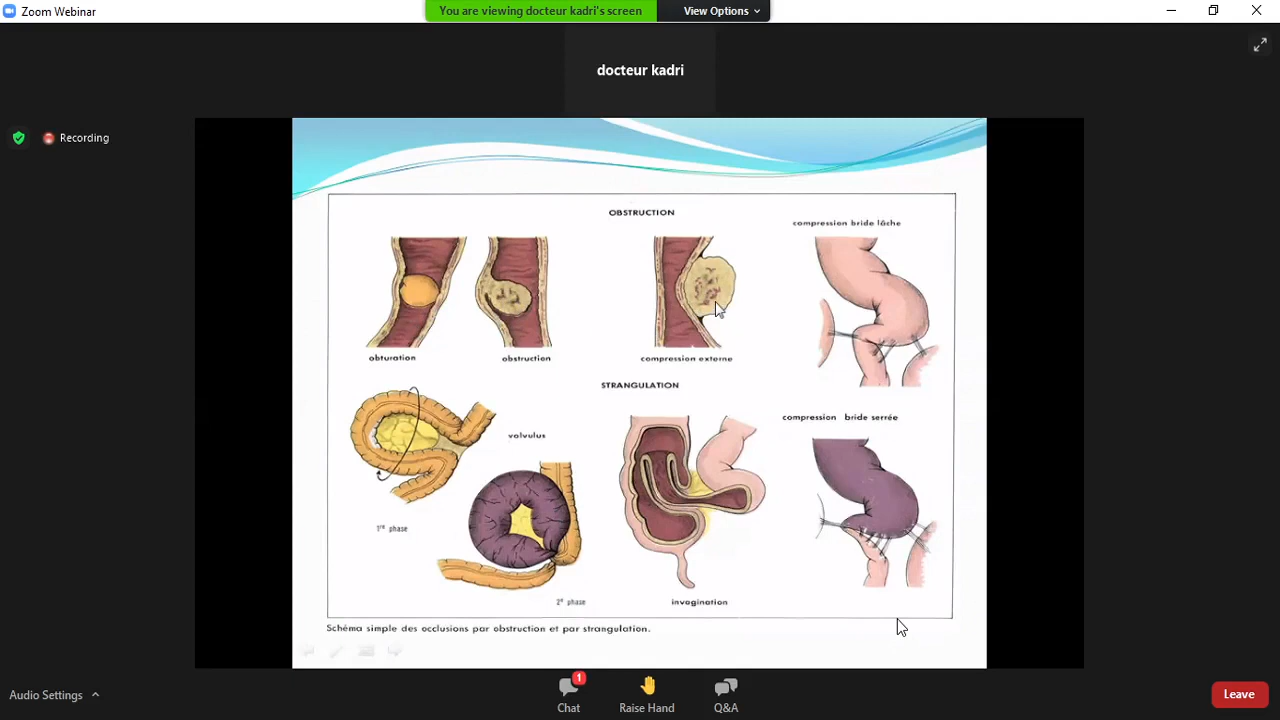 Zoom Webinar
You are viewing docteur kadri's screen
View Options
docteur kadri
Recording
OBSTRUCTION
compression bride lâche
obturation
obstruction
compression externe
STRANGULATION
compression bride serrée
volvulus
1re phase
2e phase
invagination
Schéma simple des occlusions par obstruction et par strangulation.
Audio Settings
1
Chat
Raise Hand
Q&A
Leave